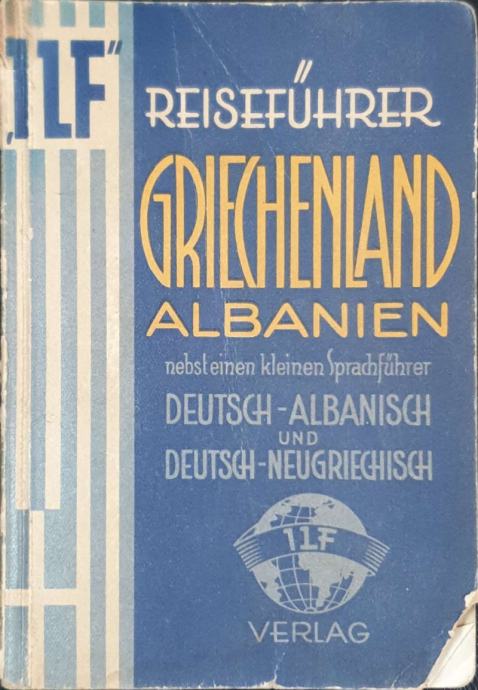 „ILF“
REISEFÜHRER
GRIECHENLAND
ALBANIEN
nebst einen kleinen Sprachführer
DEUTSCH-ALBANISCH
UND
DEUTSCH-NEUGRIECHISCH
ILF
VERLAG